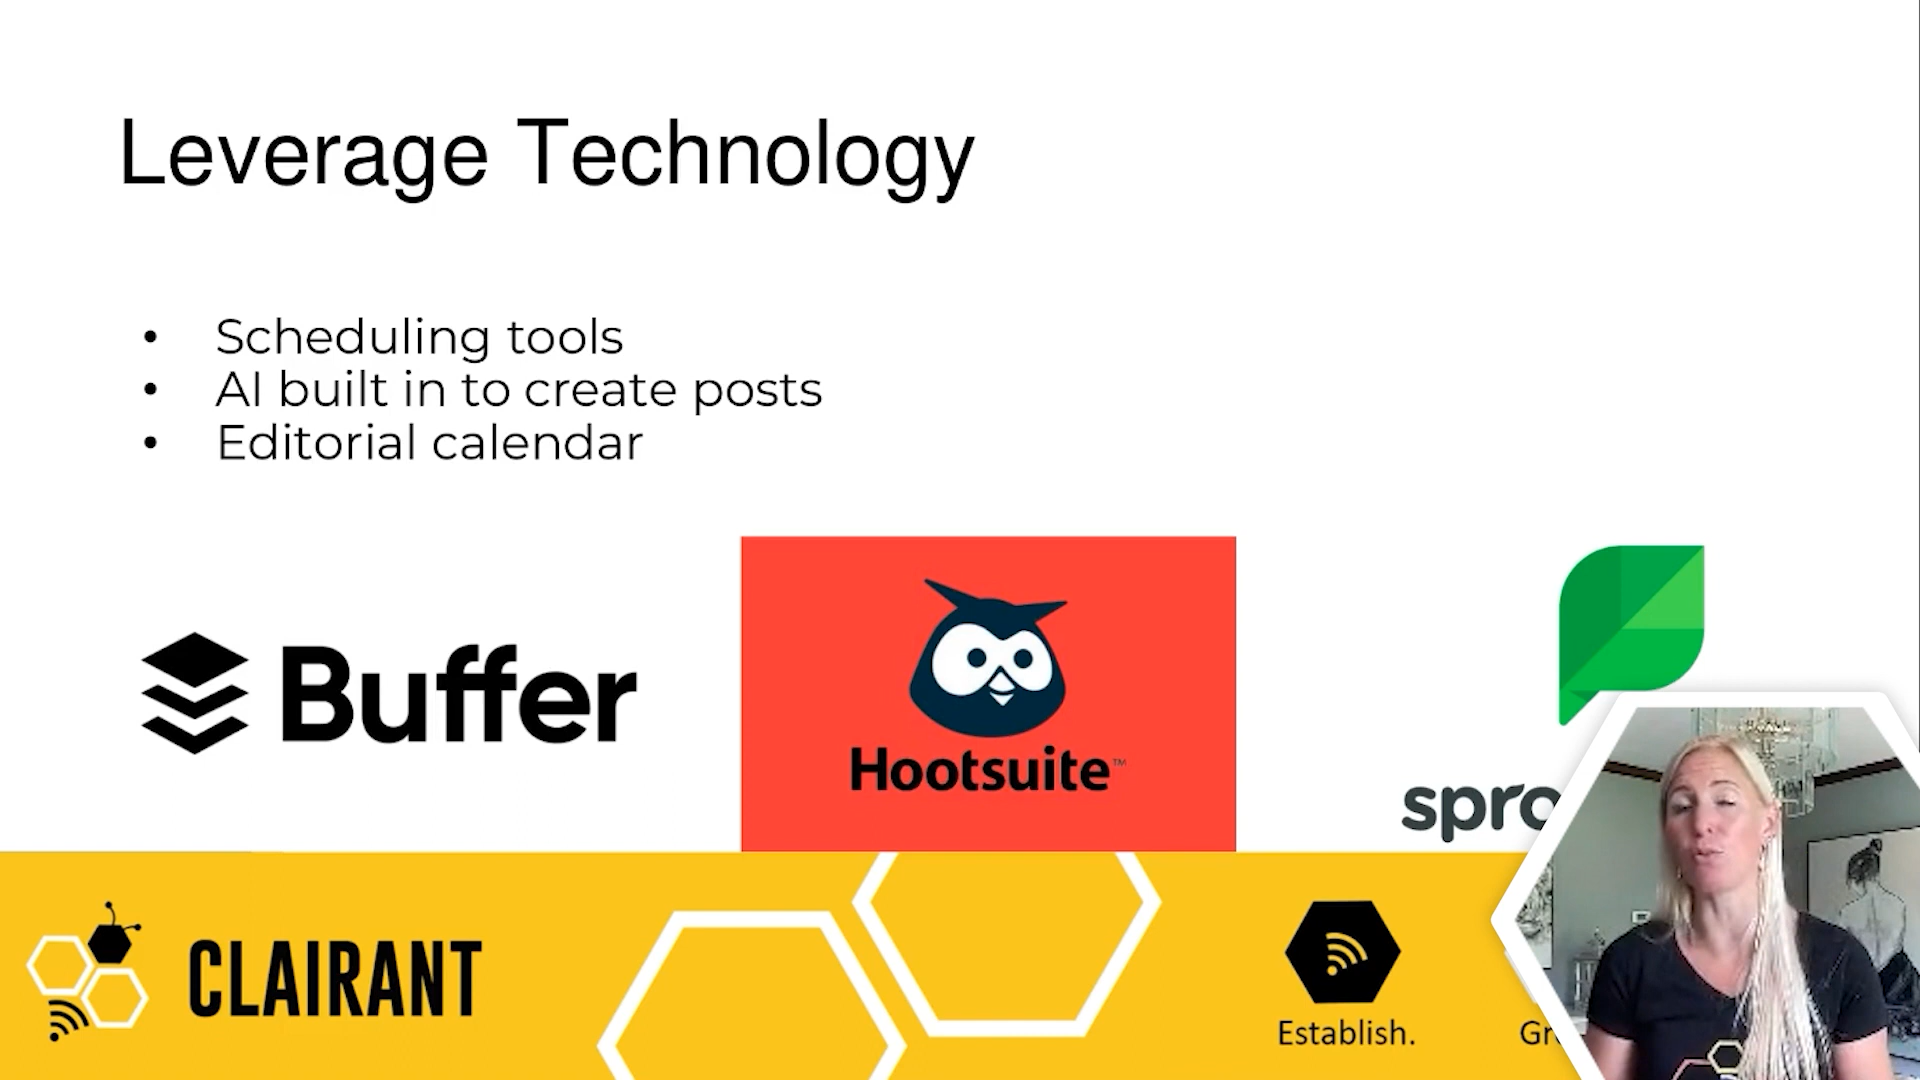 Leverage Technology
• Scheduling tools
• AI built in to create posts
• Editorial calendar
Buffer
Hootsuite™
CLAIRANT
Establish.